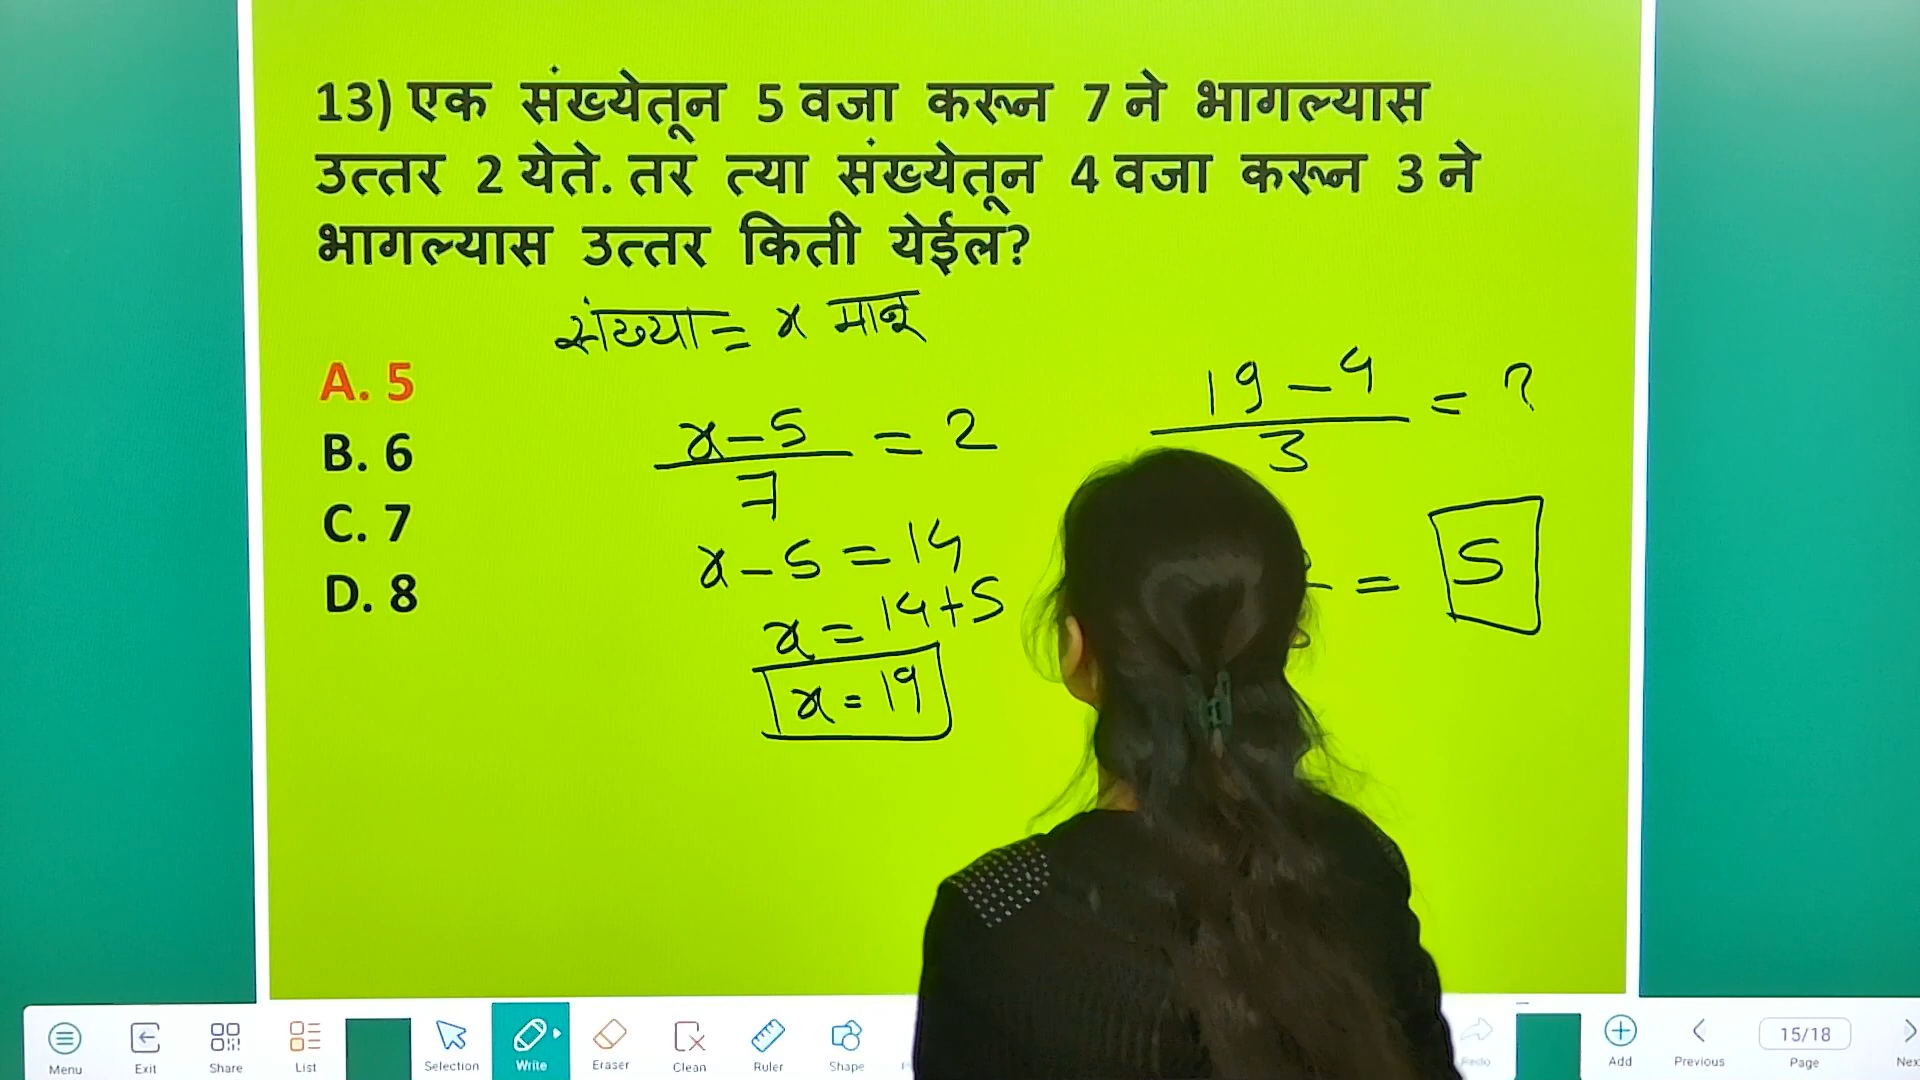 13) एक संख्येतून 5 वजा करून 7 ने भागल्यास
उत्तर 2 येते. तर त्या संख्येतून 4 वजा करून 3 ने
भागल्यास उत्तर किती येईल?
संख्या = x मानू
A. 5
B. 6
C. 7
D. 8
x – 5 = 2
7
x – 5 = 14
x = 14 + 5
x = 19
19 – 4 = ?
3
= 5
Menu Exit Share List Selection Write Eraser Clean Ruler Shape Redo Add Previous 15/18 Page